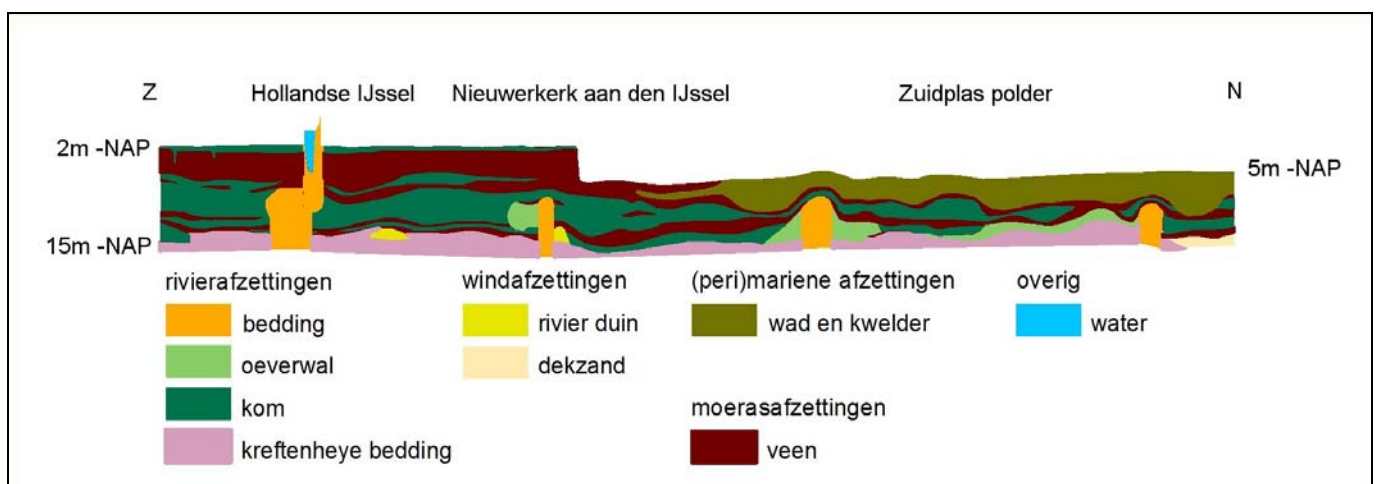 Z Hollandse IJssel Nieuwerkerk aan den IJssel Zuidplas polder N
2m -NAP
5m -NAP
15m -NAP
rivierafzettingen windafzettingen (peri)mariene afzettingen overig
bedding rivier duin wad en kwelder water
oeverwal dekzand
kom moerasafzettingen
kreftenheye bedding veen